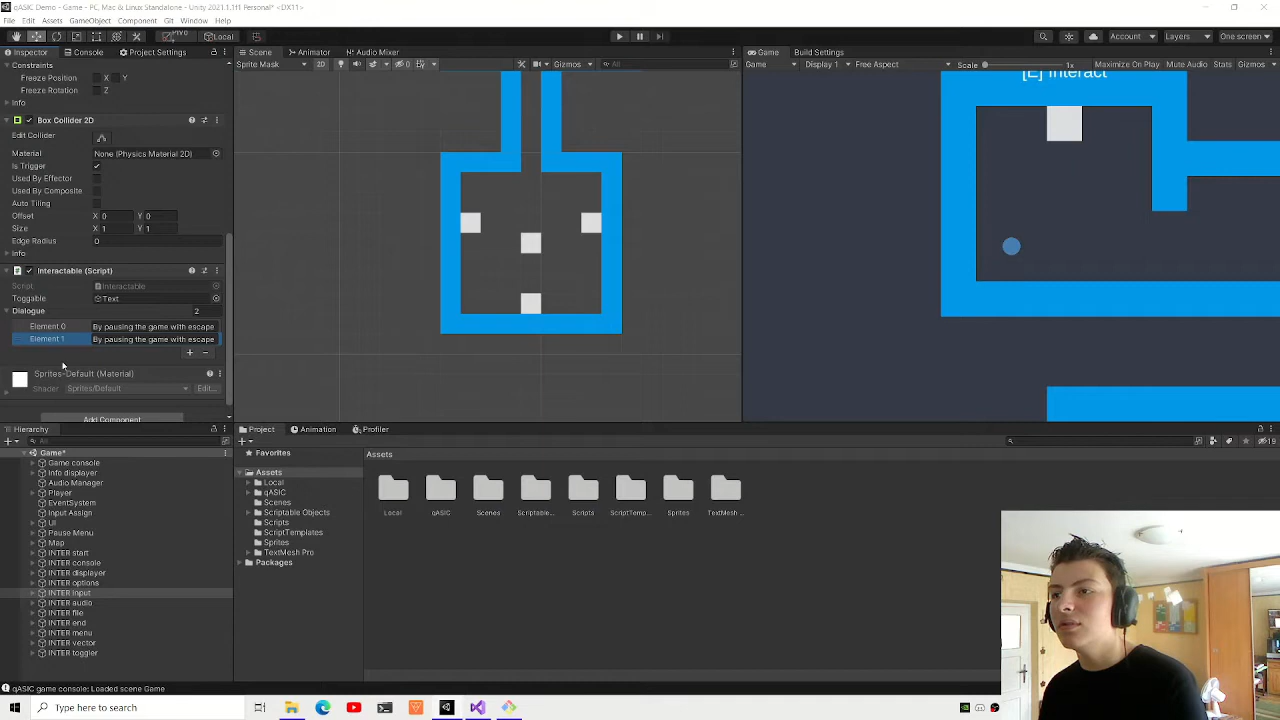 qASIC Demo - Game - PC, Mac & Linux Standalone - Unity 2021.1.1f1 Personal* <DX11>
File Edit Assets GameObject Component Git Window Help
Local
Account Layers One screen
Inspector Console Project Settings
Scene Animator Audio Mixer
Game Build Settings
Sprite Mask 2D 0 Gizmos All
Game Display 1 Free Aspect Scale 1x Maximize On Play Mute Audio Stats Gizmos
Constraints
Freeze Position X Y
Freeze Rotation Z
Info
Box Collider 2D
Edit Collider
Material None (Physics Material 2D)
Is Trigger
Used By Effector
Used By Composite
Auto Tiling
Offset X 0 Y 0
Size X 1 Y 1
Edge Radius 0
Info
Interactable (Script)
Script Interactable
Toggable Text
Dialogue 2
Element 0 By pausing the game with escape
Element 1 By pausing the game with escape
+ -
Sprites-Default (Material)
Shader Sprites/Default Edit...
Add Component
[E] Interact
Hierarchy
All
Game*
Game console
Info displayer
Audio Manager
Player
EventSystem
Input Assign
UI
Pause Menu
Map
INTER start
INTER console
INTER displayer
INTER options
INTER input
INTER audio
INTER file
INTER end
INTER menu
INTER vector
INTER toggler
Project Animation Profiler
18
Favorites
Assets
Local
qASIC
Scenes
Scriptable Objects
Scripts
ScriptTemplates
Sprites
TextMesh Pro
Packages
Assets
Local qASIC Scenes Scriptable... Scripts ScriptTemp... Sprites TextMesh ...
qASIC game console: Loaded scene Game
Type here to search